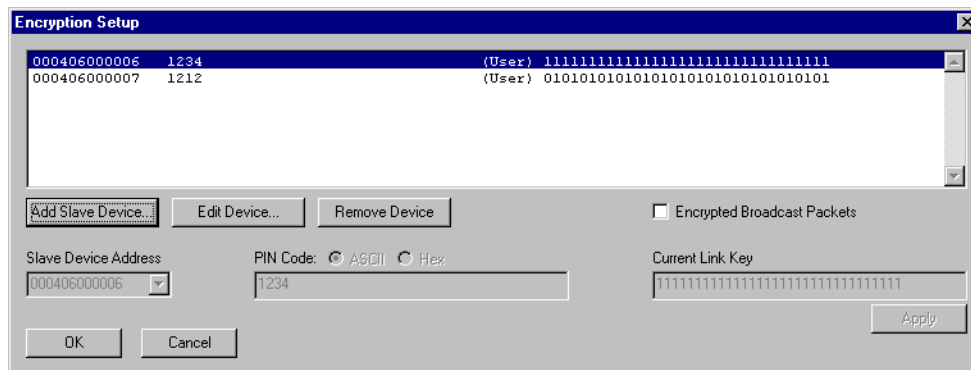 Encryption Setup
000406000006 1234 (User) 11111111111111111111111111111111
000406000007 1212 (User) 01010101010101010101010101010101
Add Slave Device... Edit Device... Remove Device Encrypted Broadcast Packets
Slave Device Address PIN Code: ASCII Hex Current Link Key
000406000006 1234 11111111111111111111111111111111
Apply
OK Cancel